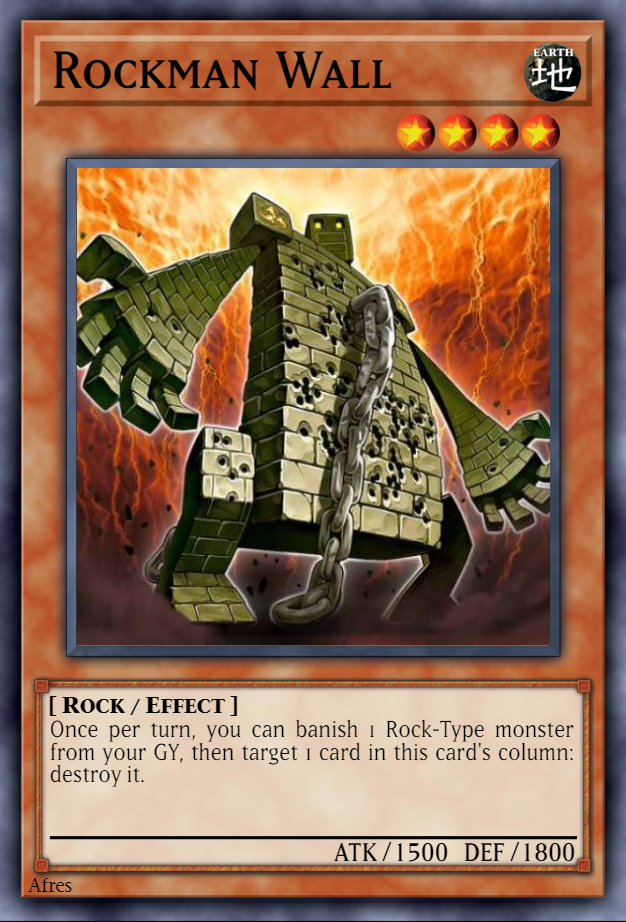 Rockman Wall
EARTH
地
[ Rock / Effect ]
Once per turn, you can banish 1 Rock-Type monster
from your GY, then target 1 card in this card's column:
destroy it.
ATK / 1500 DEF / 1800
Afres